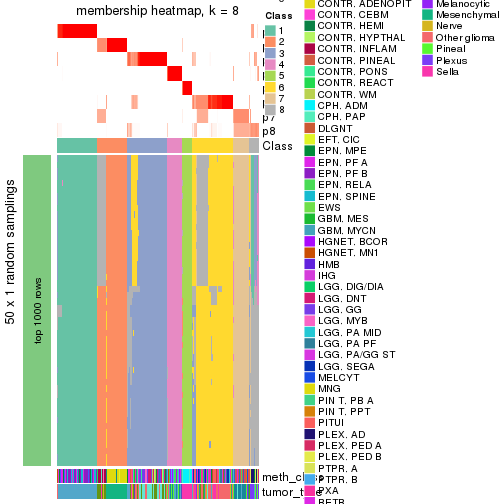 membership heatmap, k = 8
Class
1
2
3
4
5
6
7
8
p7
p8
Class
50 x 1 random samplings
top 1000 rows
meth_cl
tumor_t
CONTR. ADENOPIT
CONTR. CEBM
CONTR. HEMI
CONTR. HYPTHAL
CONTR. INFLAM
CONTR. PINEAL
CONTR. PONS
CONTR. REACT
CONTR. WM
CPH. ADM
CPH. PAP
DLGNT
EFT. CIC
EPN. MPE
EPN. PF A
EPN. PF B
EPN. RELA
EPN. SPINE
EWS
GBM. MES
GBM. MYCN
HGNET. BCOR
HGNET. MN1
HMB
IHG
LGG. DIG/DIA
LGG. DNT
LGG. GG
LGG. MYB
LGG. PA MID
LGG. PA PF
LGG. PA/GG ST
LGG. SEGA
MELCYT
MNG
PIN T. PB A
PIN T. PPT
PITUI
PLEX. AD
PLEX. PED A
PLEX. PED B
PTPR. A
PTPR. B
PXA
RETB
Melanocytic
Mesenchymal
Nerve
Other glioma
Pineal
Plexus
Sella